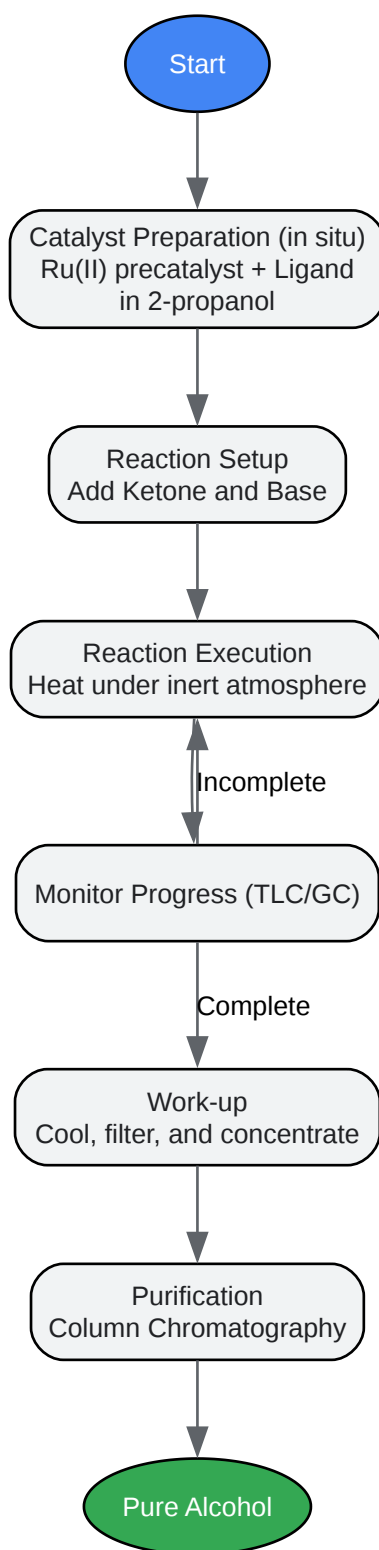 Start
Catalyst Preparation (in situ)
Ru(II) precatalyst + Ligand
in 2-propanol
Reaction Setup
Add Ketone and Base
Reaction Execution
Heat under inert atmosphere
Incomplete
Monitor Progress (TLC/GC)
Complete
Work-up
Cool, filter, and concentrate
Purification
Column Chromatography
Pure Alcohol